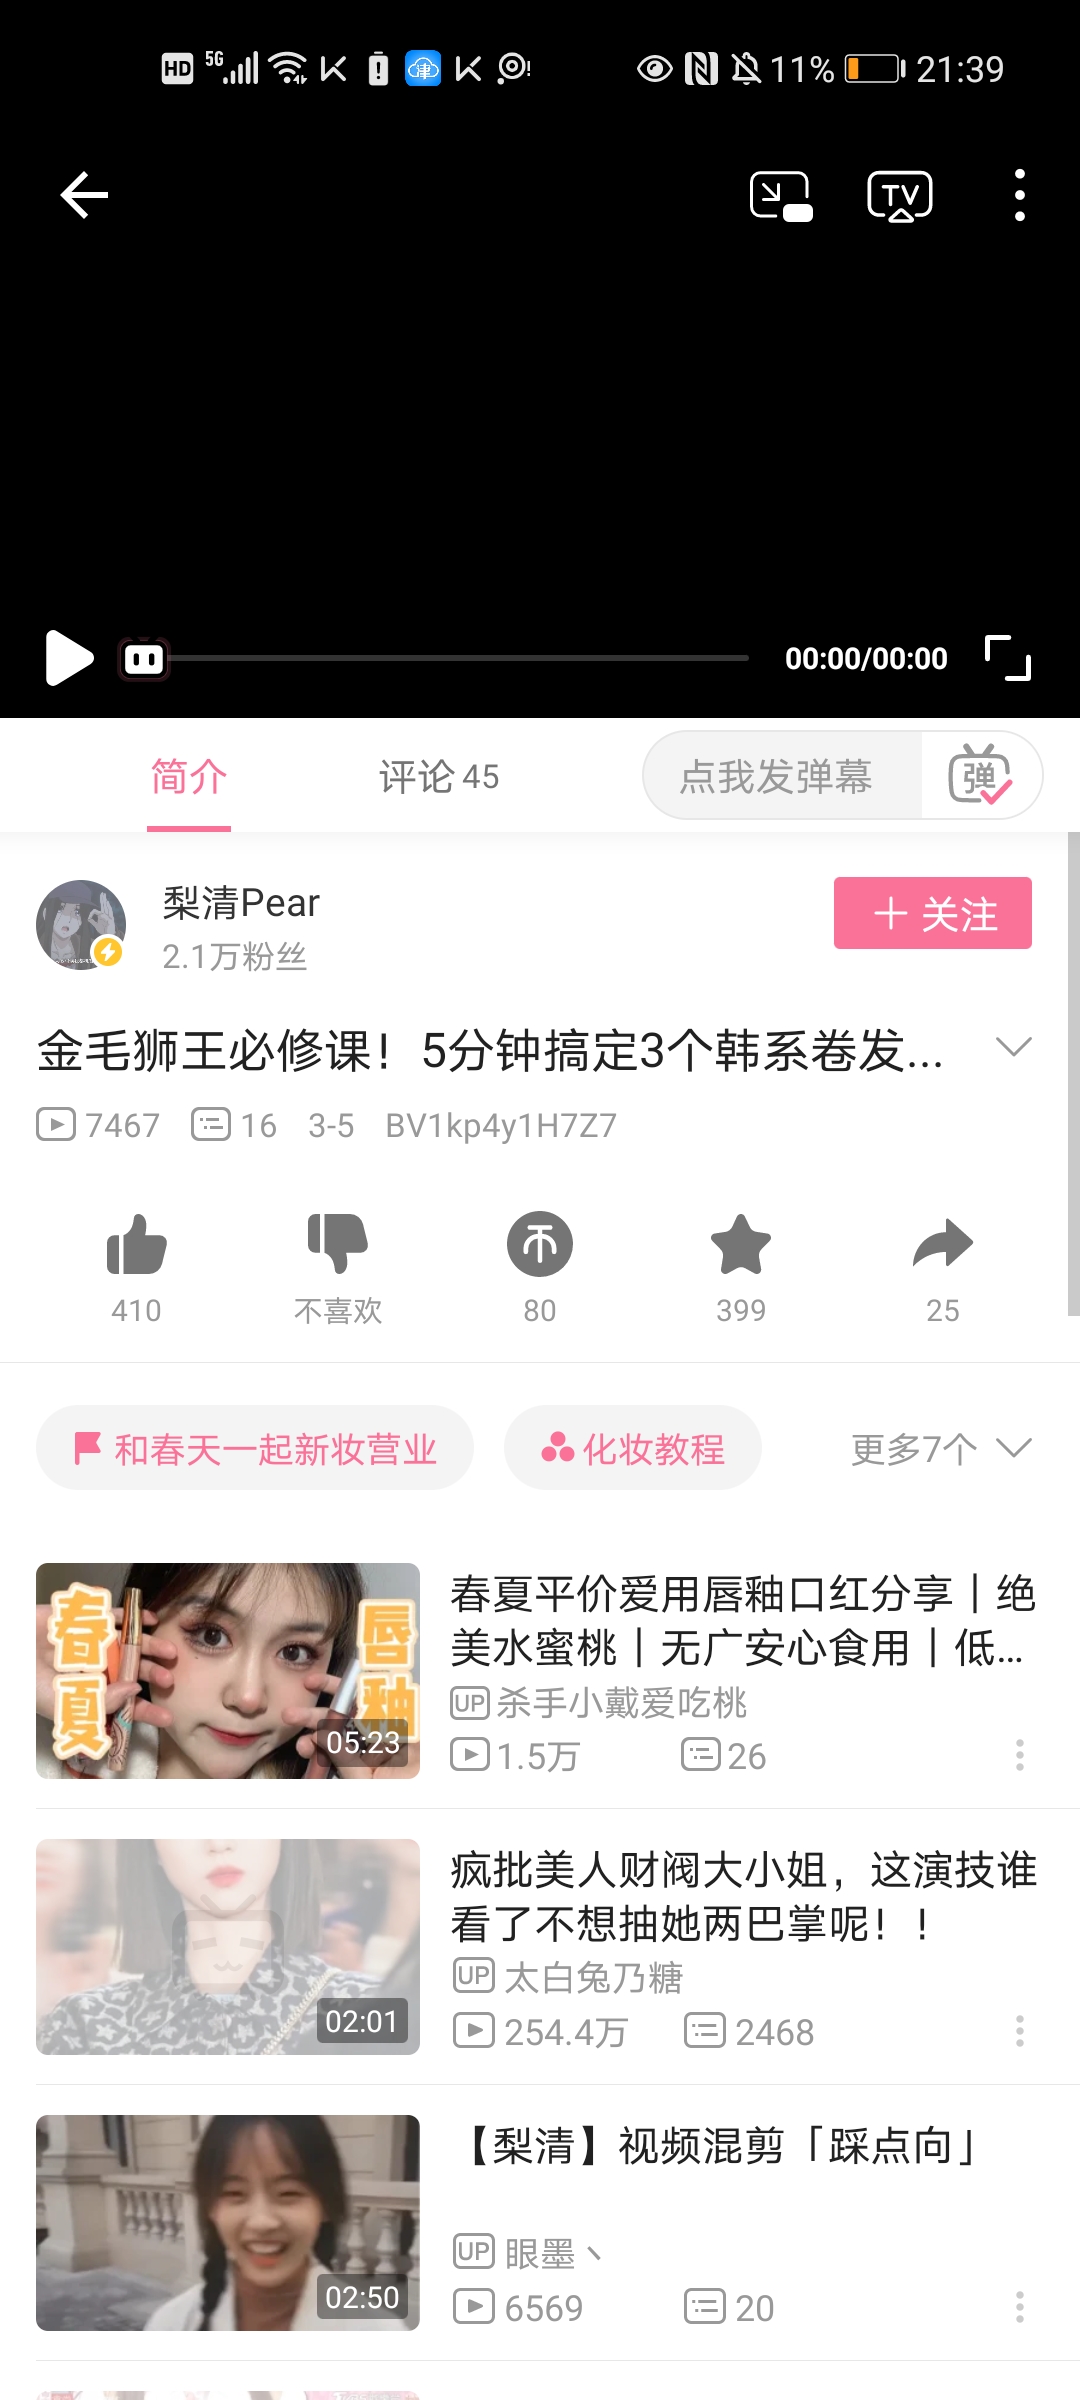 HD 5G 11% 21:39
TV
00:00/00:00
简介 评论 45 点我发弹幕 弹
梨清Pear
2.1万粉丝
关注
金毛狮王必修课！5分钟搞定3个韩系卷发...
7467 16 3-5 BV1kp4y1H7Z7
410 不喜欢 80 399 25
和春天一起新妆营业 化妆教程 更多7个
春夏 唇釉
05:23
春夏平价爱用唇釉口红分享｜绝
美水蜜桃｜无广安心食用｜低...
UP 杀手小戴爱吃桃
1.5万 26
02:01
疯批美人财阀大小姐，这演技谁
看了不想抽她两巴掌呢！！
UP 太白兔乃糖
254.4万 2468
02:50
【梨清】视频混剪「踩点向」
UP 眼墨丶
6569 20